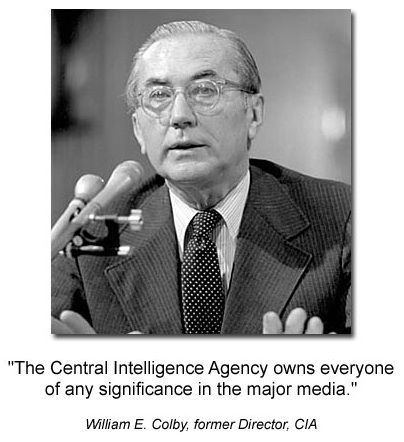 "The Central Intelligence Agency owns everyone
of any significance in the major media."
William E. Colby, former Director, CIA